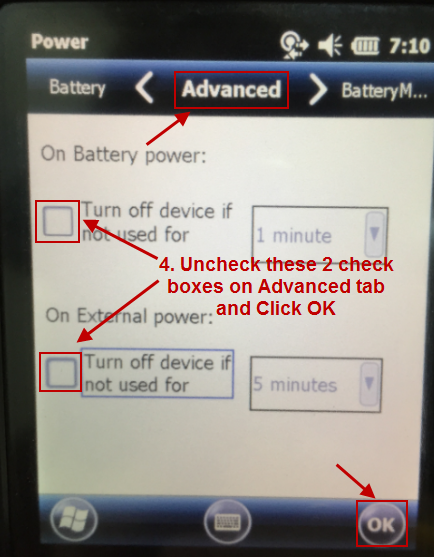 Power
7:10
Battery
Advanced
BatteryM...
On Battery power:
Turn off device if
not used for
1 minute
4. Uncheck these 2 check
boxes on Advanced tab
and Click OK
On External power:
Turn off device if
not used for
5 minutes
OK